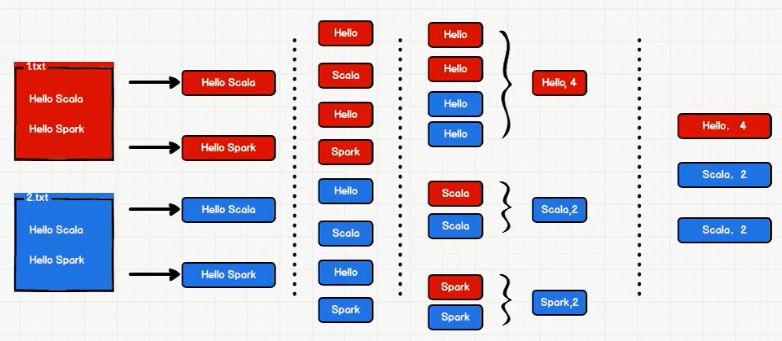 1.txt
Hello Scala
Hello Spark
2.txt
Hello Scala
Hello Spark
Hello Scala
Hello Spark
Hello Scala
Hello Spark
Hello
Scala
Hello
Spark
Hello
Scala
Hello
Spark
Hello
Hello
Hello
Hello
Scala
Scala
Spark
Spark
Hello, 4
Scala,2
Spark,2
Hello, 4
Scala, 2
Scala, 2